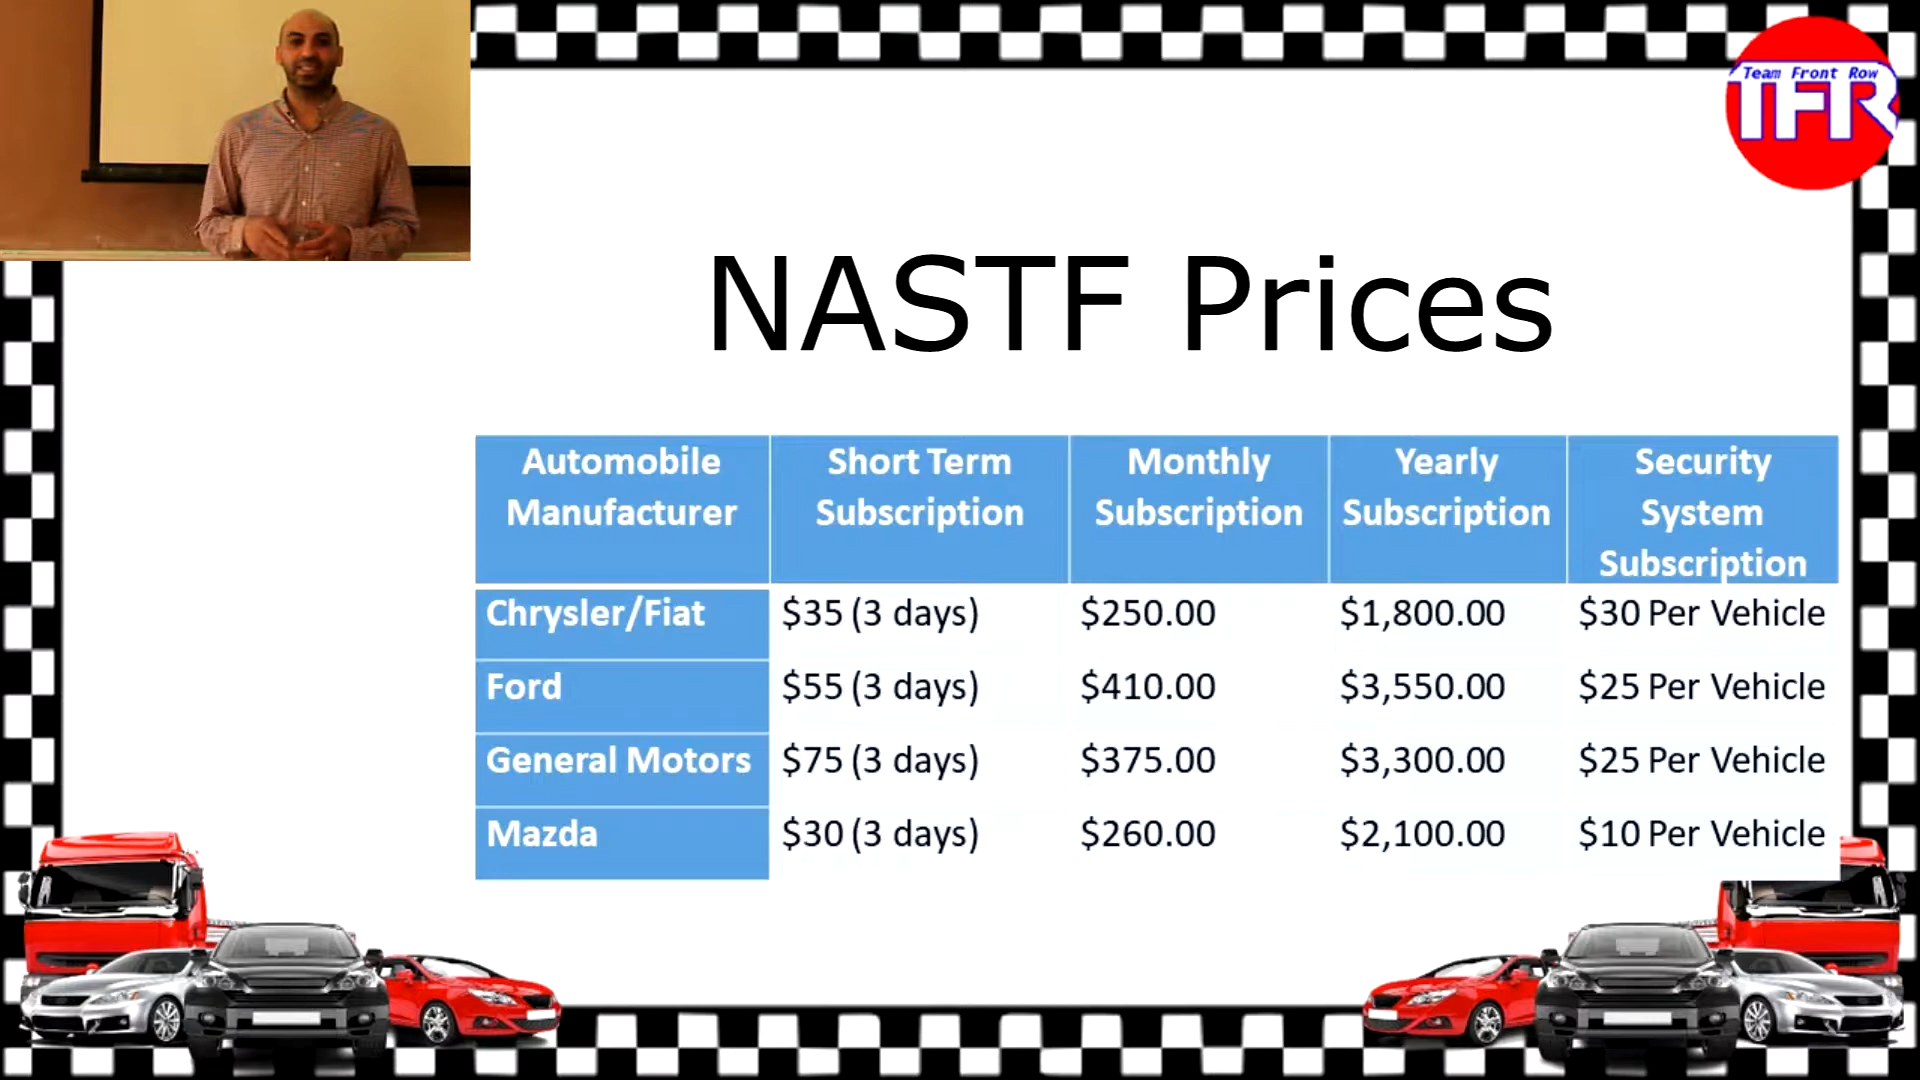 Team Front Row
TFR
NASTF Prices
Automobile Manufacturer Short Term Subscription Monthly Subscription Yearly Subscription Security System Subscription
Chrysler/Fiat $35 (3 days) $250.00 $1,800.00 $30 Per Vehicle
Ford $55 (3 days) $410.00 $3,550.00 $25 Per Vehicle
General Motors $75 (3 days) $375.00 $3,300.00 $25 Per Vehicle
Mazda $30 (3 days) $260.00 $2,100.00 $10 Per Vehicle